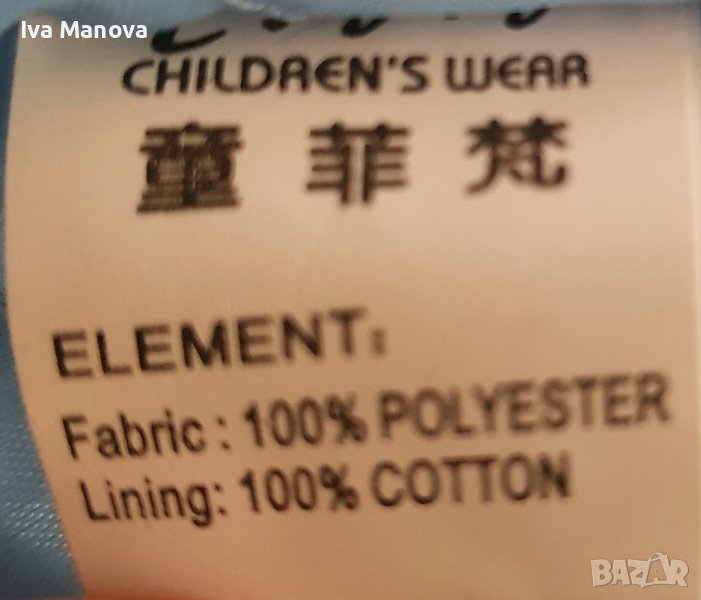 Iva Manova
CHILDREN'S WEAR
童菲梵
ELEMENT:
Fabric : 100% POLYESTER
Lining: 100% COTTON
BAZAR